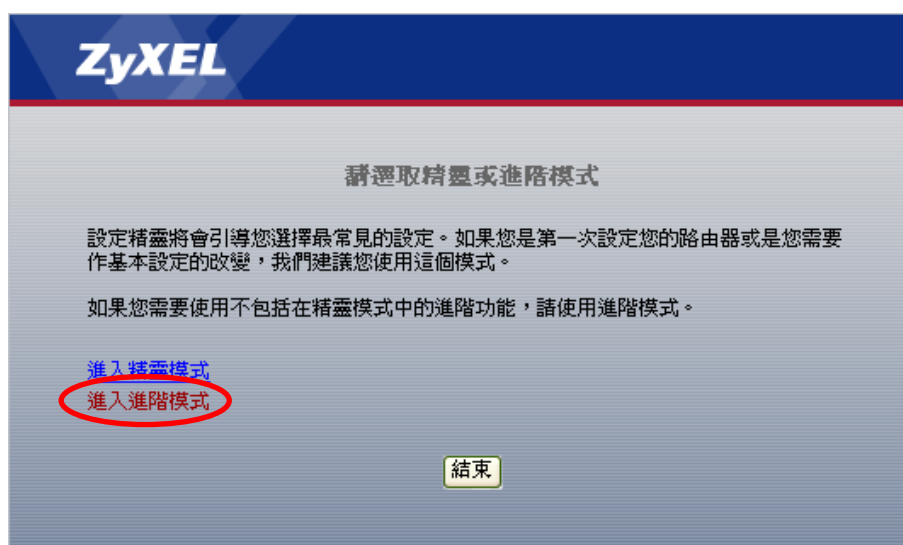 ZyXEL
請選取精靈或進階模式
設定精靈將會引導您選擇最常見的設定。如果您是第一次設定您的路由器或是您需要
作基本設定的改變，我們建議您使用這個模式。
如果您需要使用不包括在精靈模式中的進階功能，請使用進階模式。
進入精靈模式
進入進階模式
結束